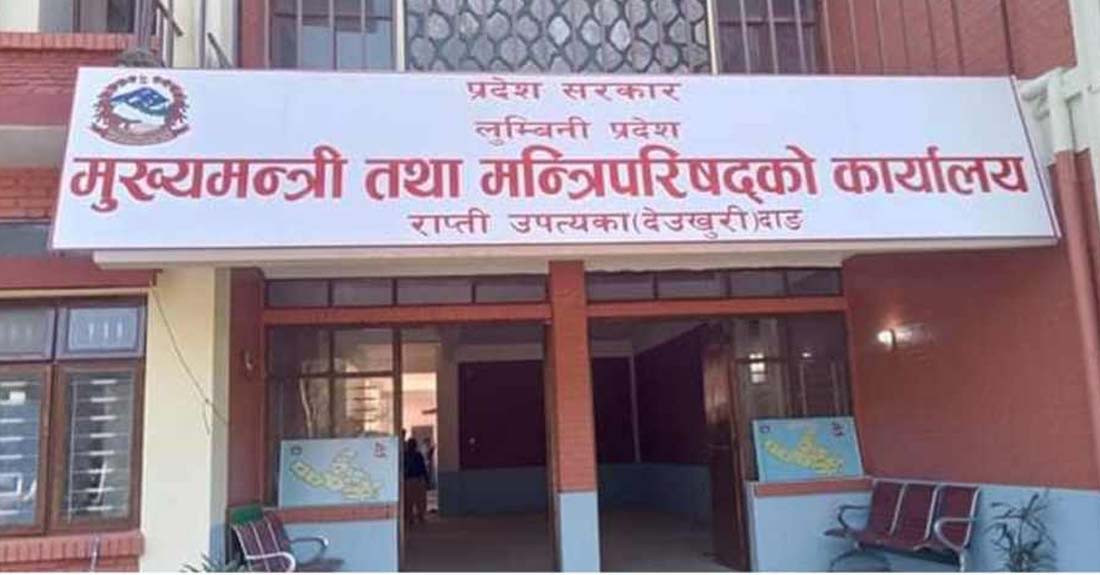 प्रदेश सरकार
लुम्बिनी प्रदेश
मुख्यमन्त्री तथा मन्त्रिपरिषद्को कार्यालय
राप्ती उपत्यका(देउखुरी)दाङ